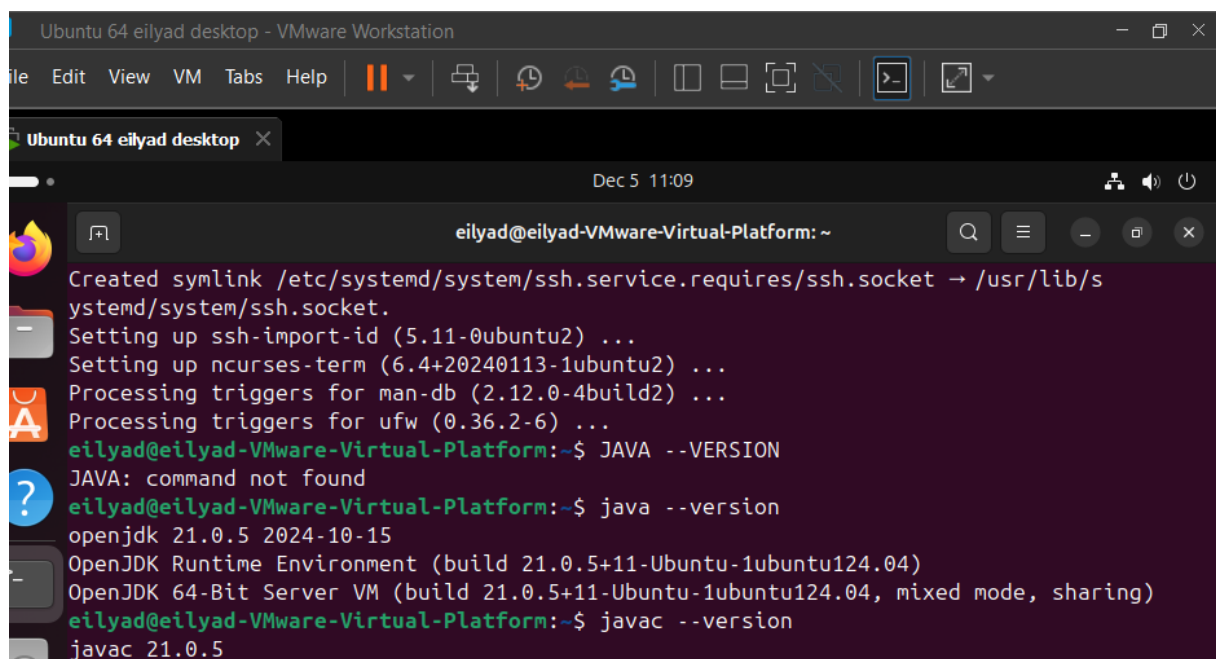 Ubuntu 64 eilyad desktop - VMware Workstation
ile Edit View VM Tabs Help
Ubuntu 64 eilyad desktop
Dec 5 11:09
eilyad@eilyad-VMware-Virtual-Platform: ~
Created symlink /etc/systemd/system/ssh.service.requires/ssh.socket → /usr/lib/s
ystemd/system/ssh.socket.
Setting up ssh-import-id (5.11-0ubuntu2) ...
Setting up ncurses-term (6.4+20240113-1ubuntu2) ...
Processing triggers for man-db (2.12.0-4build2) ...
Processing triggers for ufw (0.36.2-6) ...
eilyad@eilyad-VMware-Virtual-Platform:~$ JAVA --VERSION
JAVA: command not found
eilyad@eilyad-VMware-Virtual-Platform:~$ java --version
openjdk 21.0.5 2024-10-15
OpenJDK Runtime Environment (build 21.0.5+11-Ubuntu-1ubuntu124.04)
OpenJDK 64-Bit Server VM (build 21.0.5+11-Ubuntu-1ubuntu124.04, mixed mode, sharing)
eilyad@eilyad-VMware-Virtual-Platform:~$ javac --version
javac 21.0.5